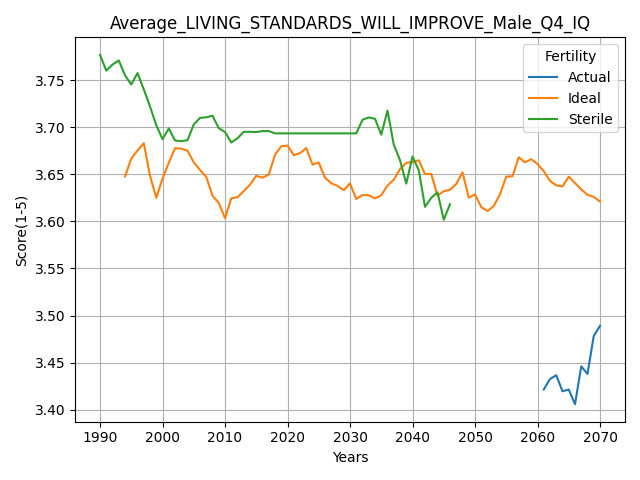 Average_LIVING_STANDARDS_WILL_IMPROVE_Male_Q4_IQ
Fertility
Actual
Ideal
Sterile
Score(1-5)
3.75
3.70
3.65
3.60
3.55
3.50
3.45
3.40
1990 2000 2010 2020 2030 2040 2050 2060 2070
Years